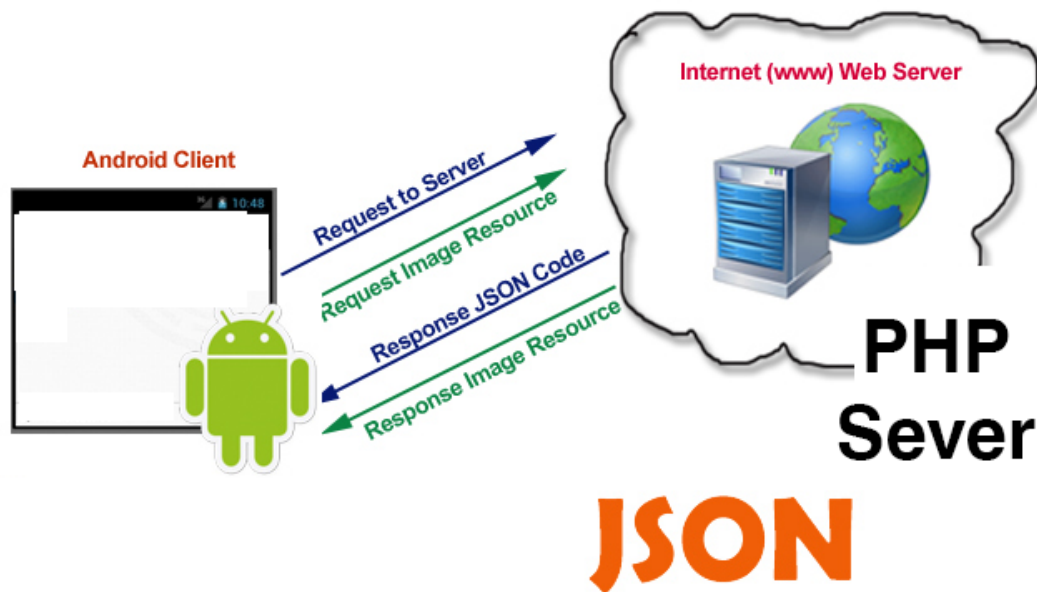 Internet (www) Web Server
Android Client
10:48
Request to Server
Request Image Resource
Response JSON Code
Response Image Resource
PHP
Sever
JSON